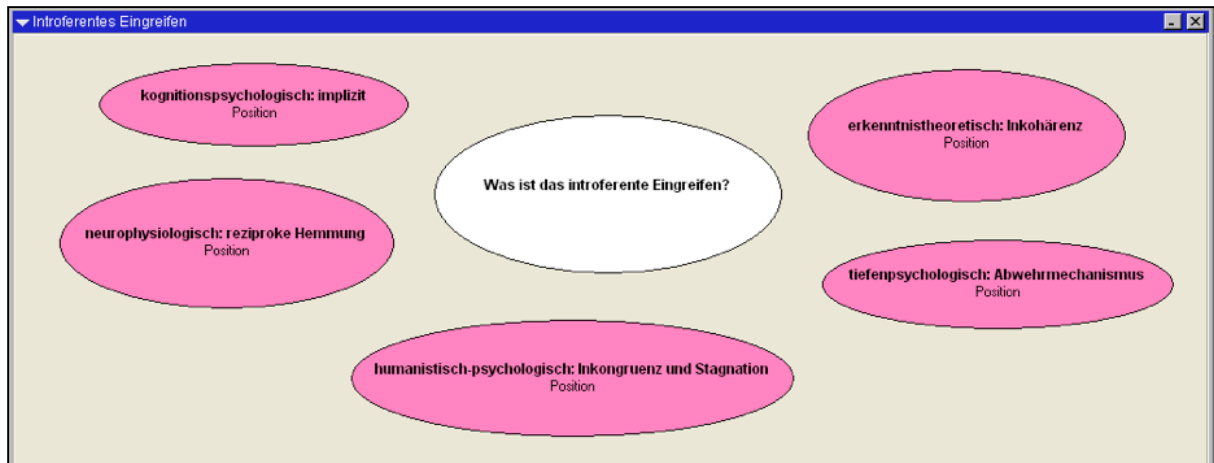 Introferentes Eingreifen
kognitionspsychologisch: implizit
Position
erkenntnistheoretisch: Inkohärenz
Position
Was ist das introferente Eingreifen?
neurophysiologisch: reziproke Hemmung
Position
tiefenpsychologisch: Abwehrmechanismus
Position
humanistisch-psychologisch: Inkongruenz und Stagnation
Position